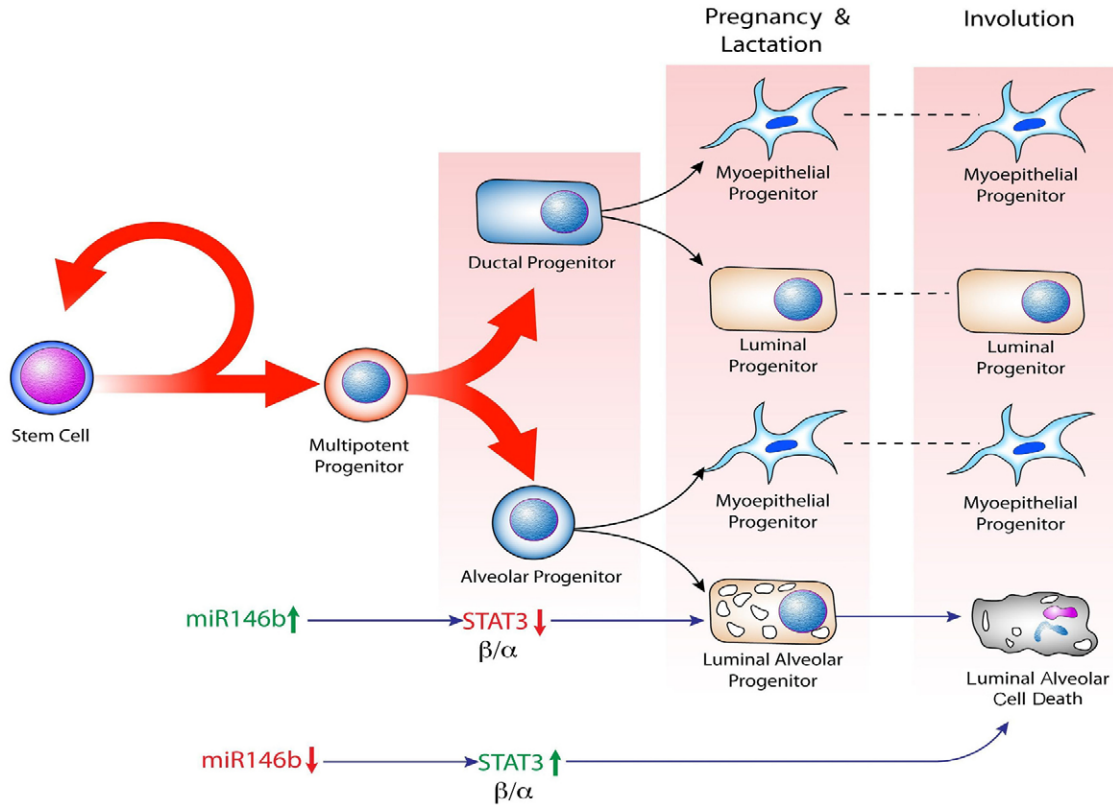 Pregnancy &
Lactation
Involution
Myoepithelial
Progenitor
Myoepithelial
Progenitor
Ductal Progenitor
Luminal
Progenitor
Luminal
Progenitor
Stem Cell
Multipotent
Progenitor
Myoepithelial
Progenitor
Myoepithelial
Progenitor
Alveolar Progenitor
miR146b
STAT3
β/α
Luminal Alveolar
Progenitor
Luminal Alveolar
Cell Death
miR146b
STAT3
β/α